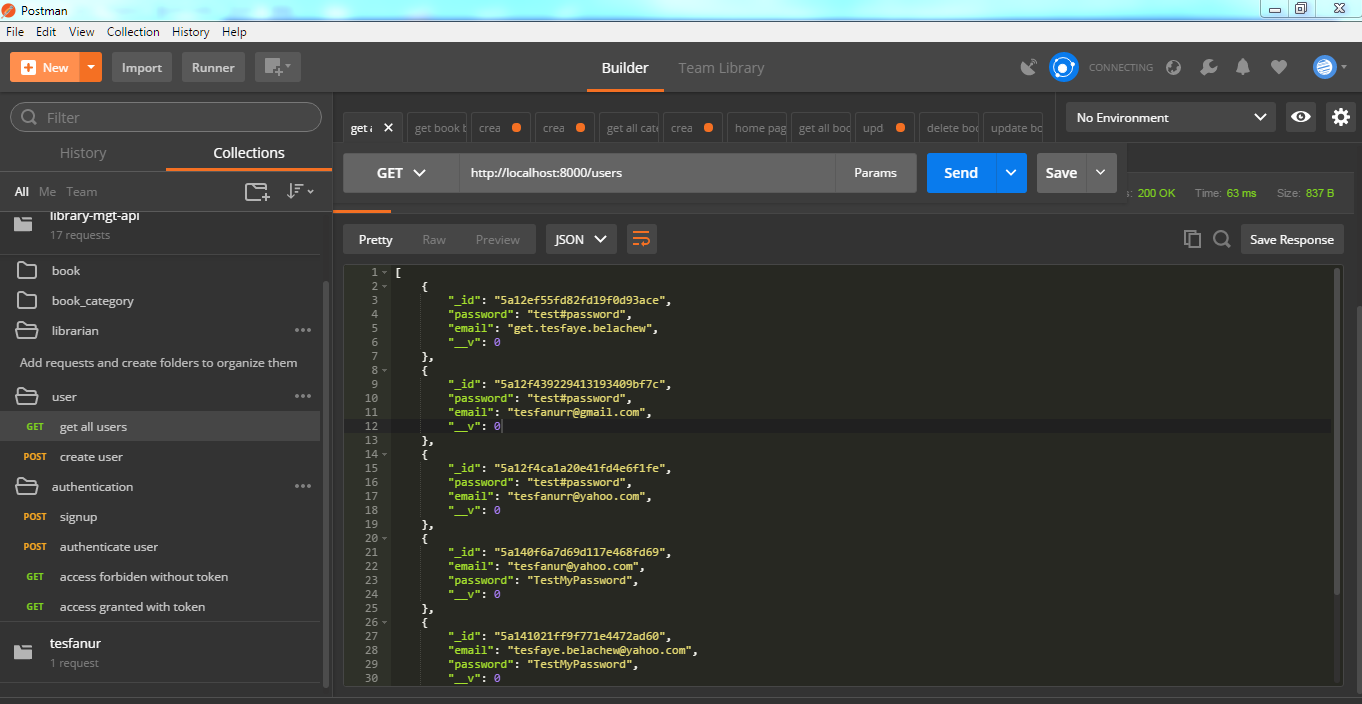 Postman
File Edit View Collection History Help
New Import Runner Builder Team Library CONNECTING
Filter
History Collections
All Me Team
library-mgt-api
17 requests
book
book_category
librarian
Add requests and create folders to organize them
user
GET get all users
POST create user
authentication
POST signup
POST authenticate user
GET access forbiden without token
GET access granted with token
tesfanur
1 request
get a get book b crea crea get all cate crea home pag get all boo upd delete boo update bo
No Environment
GET http://localhost:8000/users Params Send Save
200 OK Time: 63 ms Size: 837 B
Pretty Raw Preview JSON Save Response
1 [
2 {
3 "_id": "5a12ef55fd82fd19f0d93ace",
4 "password": "test#password",
5 "email": "get.tesfaye.belachew",
6 "__v": 0
7 },
8 {
9 "_id": "5a12f439229413193409bf7c",
10 "password": "test#password",
11 "email": "tesfanurr@gmail.com",
12 "__v": 0
13 },
14 {
15 "_id": "5a12f4ca1a20e41fd4e6f1fe",
16 "password": "test#password",
17 "email": "tesfanurr@yahoo.com",
18 "__v": 0
19 },
20 {
21 "_id": "5a140f6a7d69d117e468fd69",
22 "email": "tesfanur@yahoo.com",
23 "password": "TestMyPassword",
24 "__v": 0
25 },
26 {
27 "_id": "5a141021ff9f771e4472ad60",
28 "email": "tesfaye.belachew@yahoo.com",
29 "password": "TestMyPassword",
30 "__v": 0